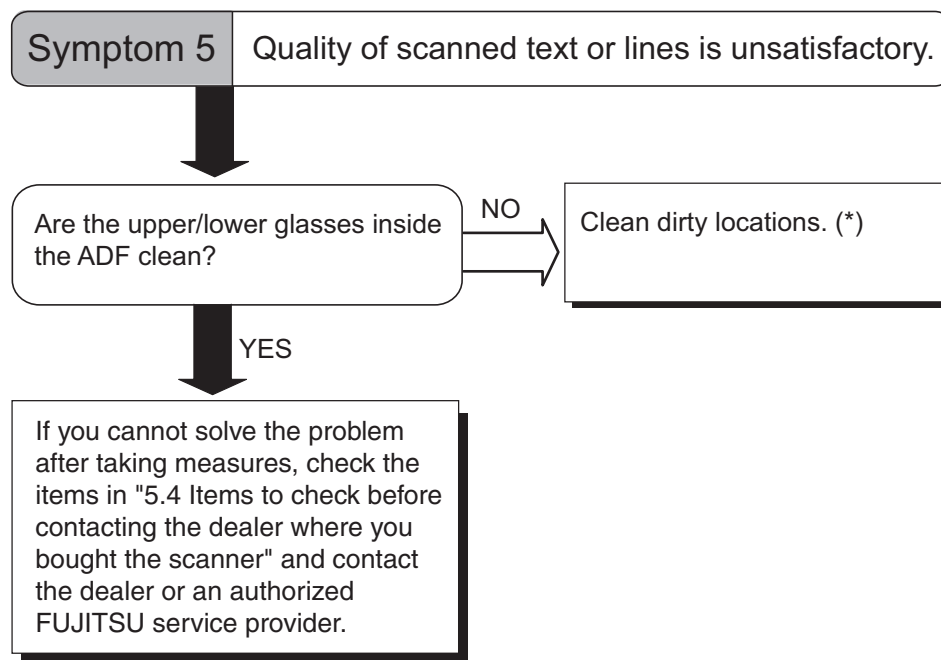 Symptom 5
Quality of scanned text or lines is unsatisfactory.
Are the upper/lower glasses inside
the ADF clean?
NO
Clean dirty locations. (*)
YES
If you cannot solve the problem
after taking measures, check the
items in "5.4 Items to check before
contacting the dealer where you
bought the scanner" and contact
the dealer or an authorized
FUJITSU service provider.